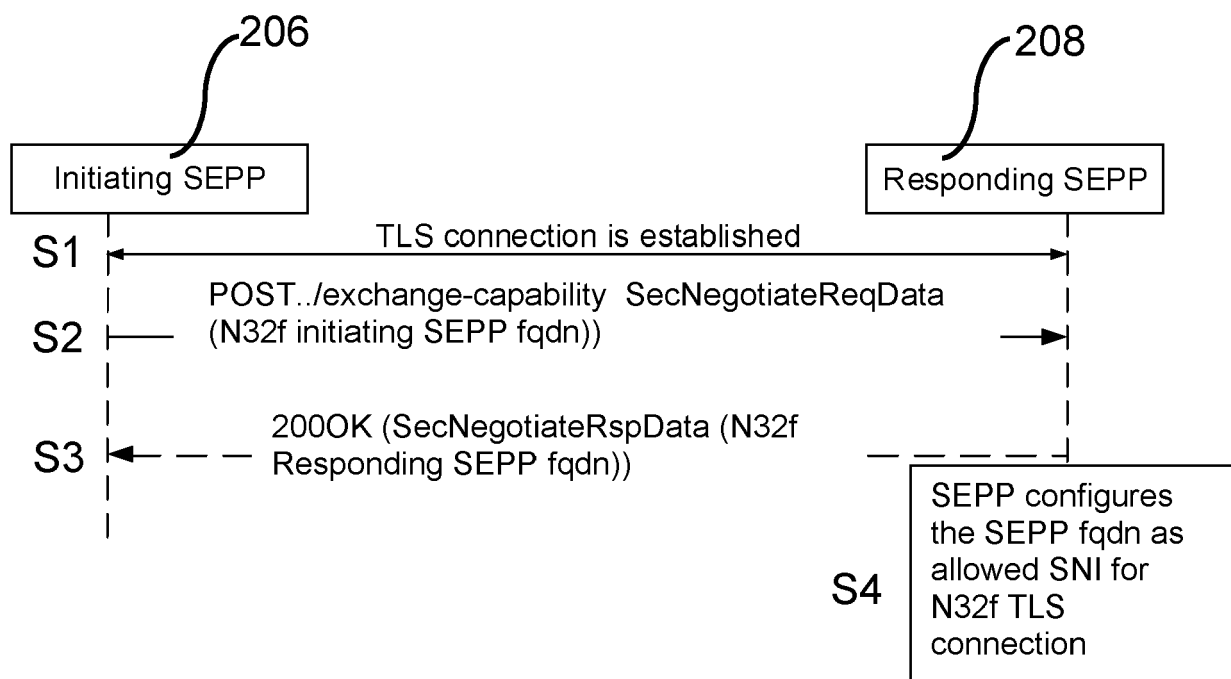 206
208
Initiating SEPP
Responding SEPP
S1
TLS connection is established
POST../exchange-capability SecNegotiateReqData
S2
(N32f initiating SEPP fqdn))
200OK (SecNegotiateRspData (N32f
S3
Responding SEPP fqdn))
SEPP configures
the SEPP fqdn as
S4
allowed SNI for
N32f TLS
connection